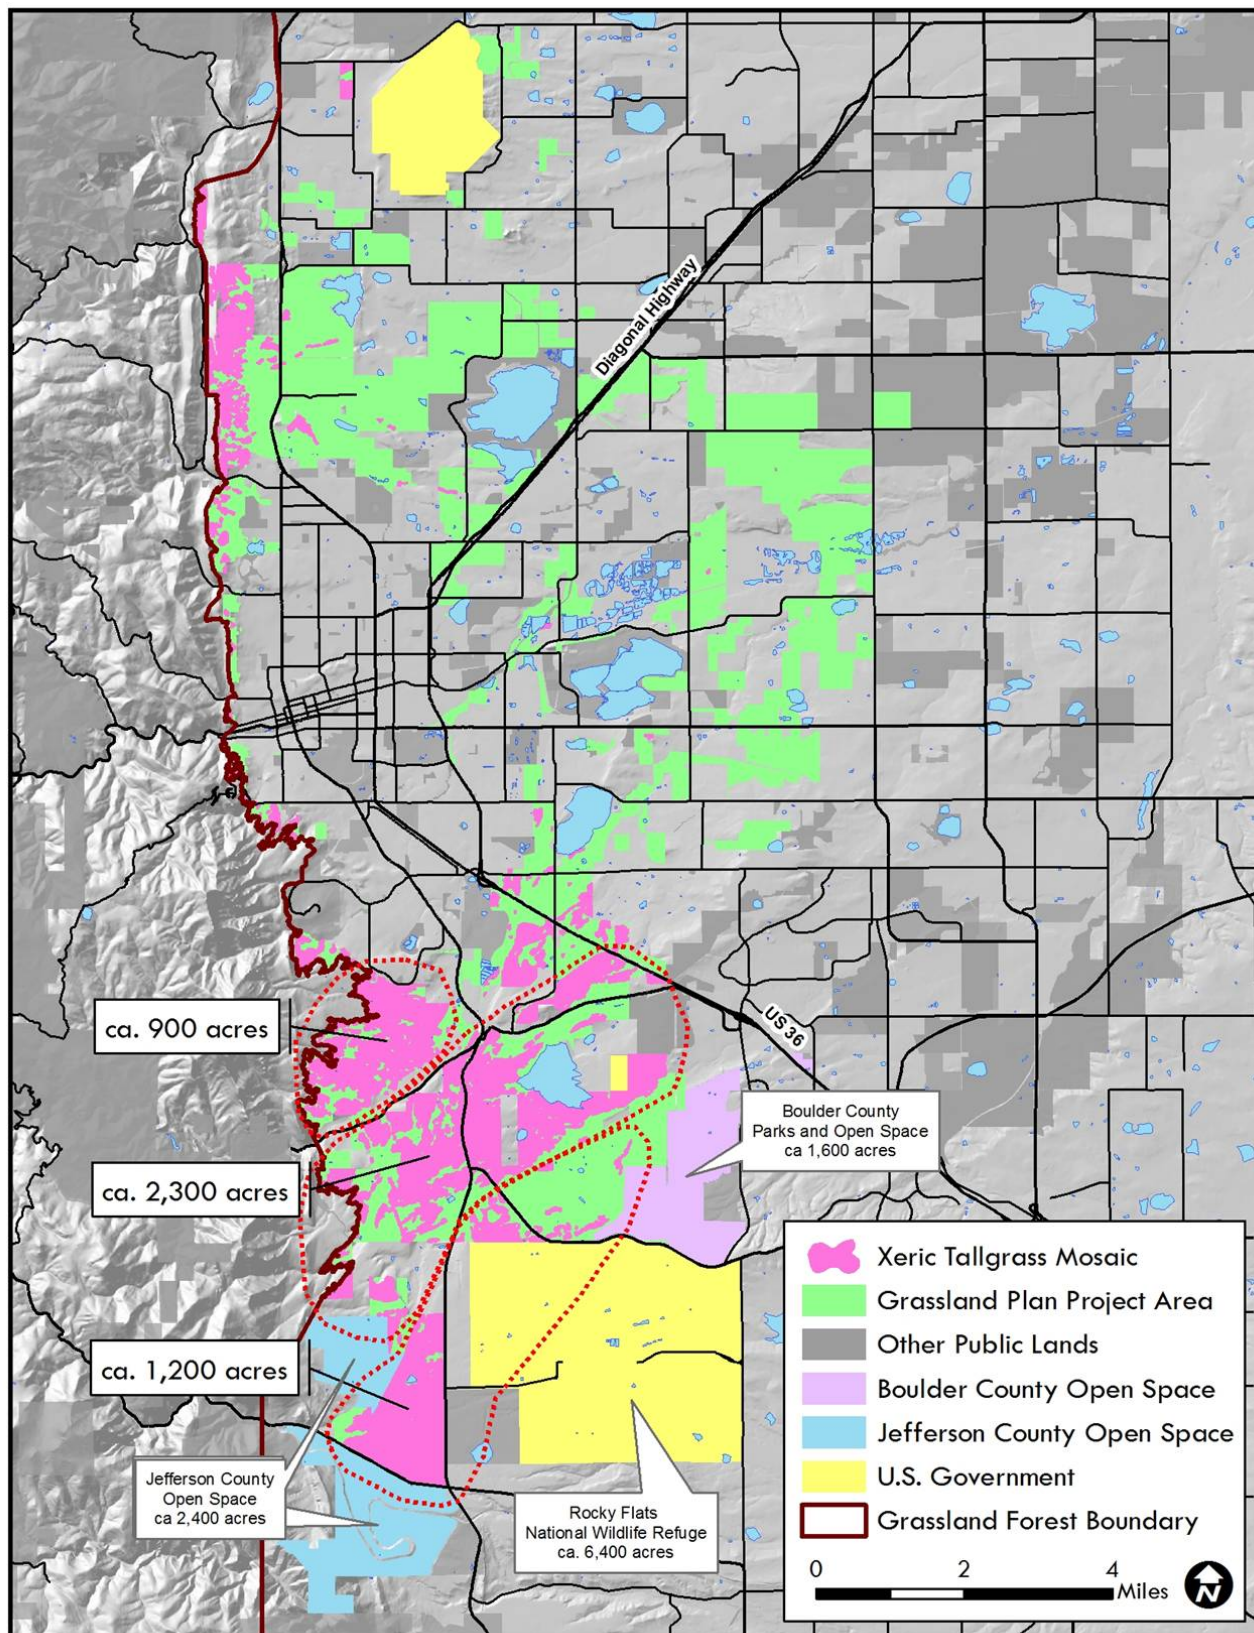 Diagonal Highway
US 36
ca. 900 acres
Boulder County
Parks and Open Space
ca 1,600 acres
ca. 2,300 acres
ca. 1,200 acres
Jefferson County
Open Space
ca 2,400 acres
Rocky Flats
National Wildlife Refuge
ca. 6,400 acres
Xeric Tallgrass Mosaic
Grassland Plan Project Area
Other Public Lands
Boulder County Open Space
Jefferson County Open Space
U.S. Government
Grassland Forest Boundary
0 2 4
Miles
N